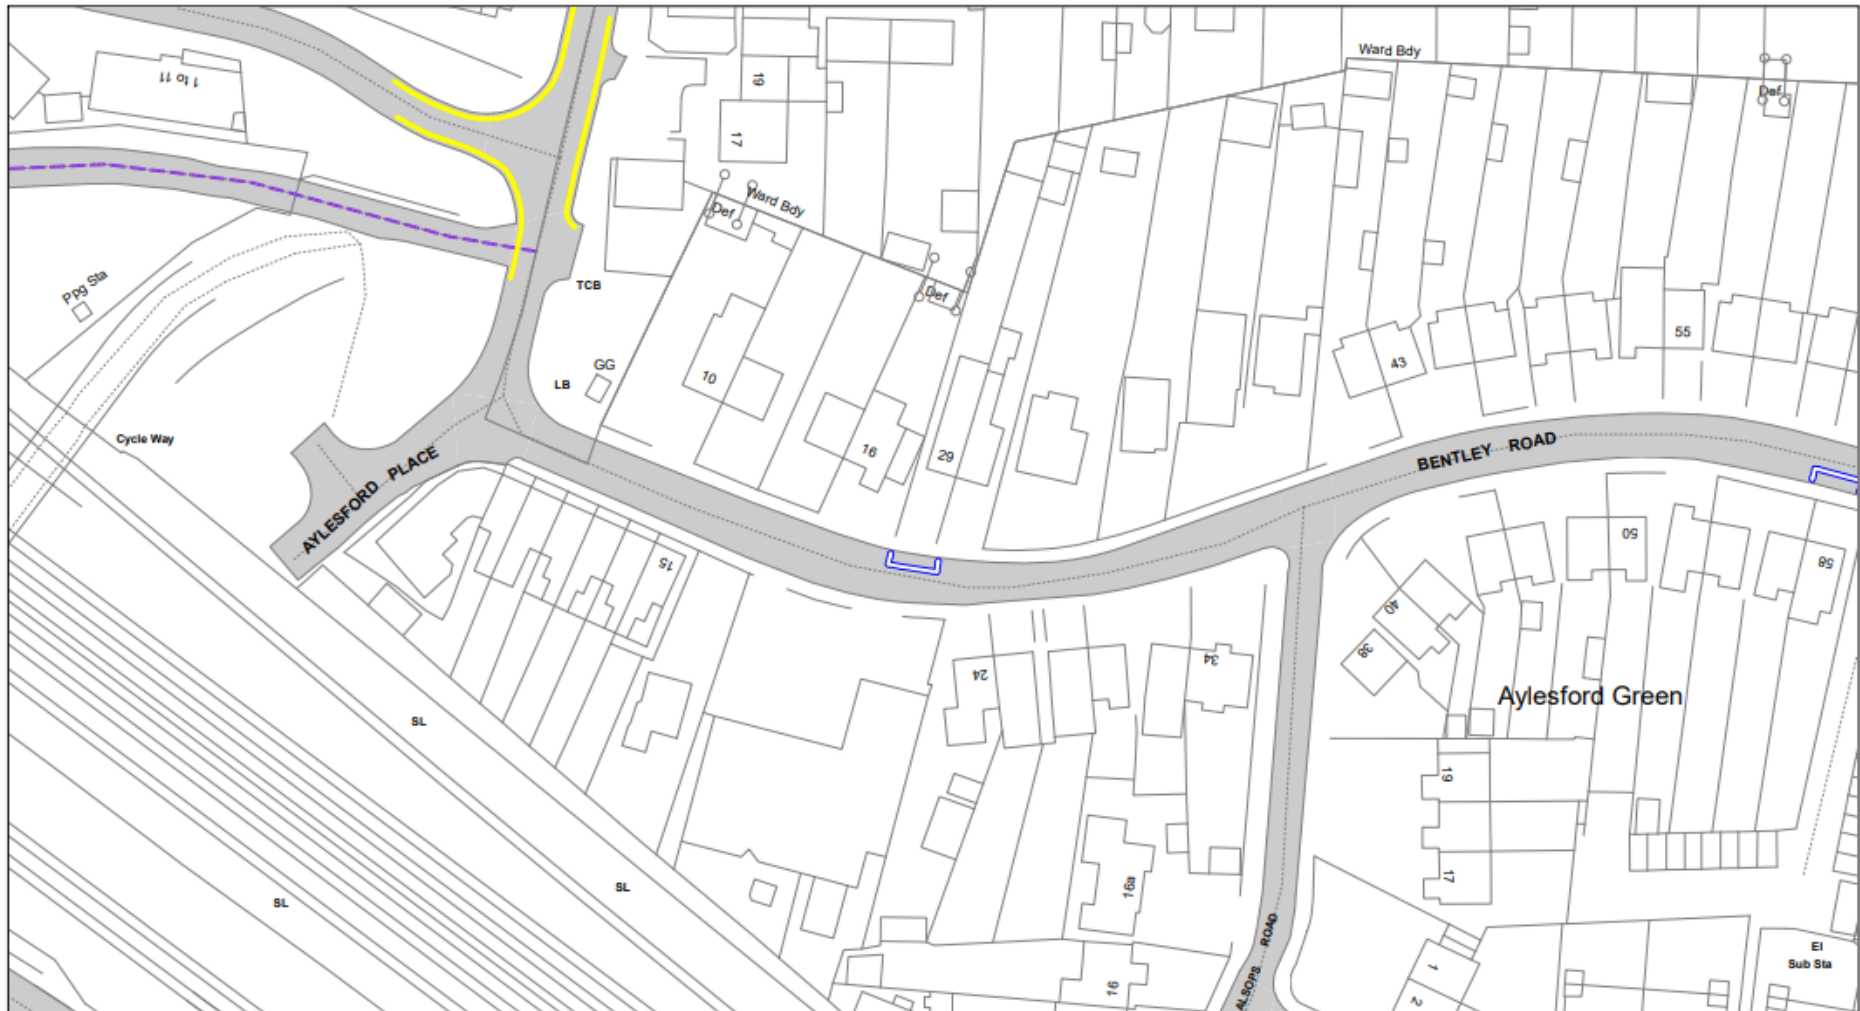 Ward Bdy
1 to 11
19
Def
17
Ward Bdy
Def
TCB
Ppg Sta
Def
55
GG
43
LB
10
Cycle Way
BENTLEY ROAD
16
29
AYLESFORD PLACE
50
15
58
40
38
34
24
Aylesford Green
SL
19
17
16a
SL
SL
ALSOPS ROAD
El
Sub Sta
1
16
2